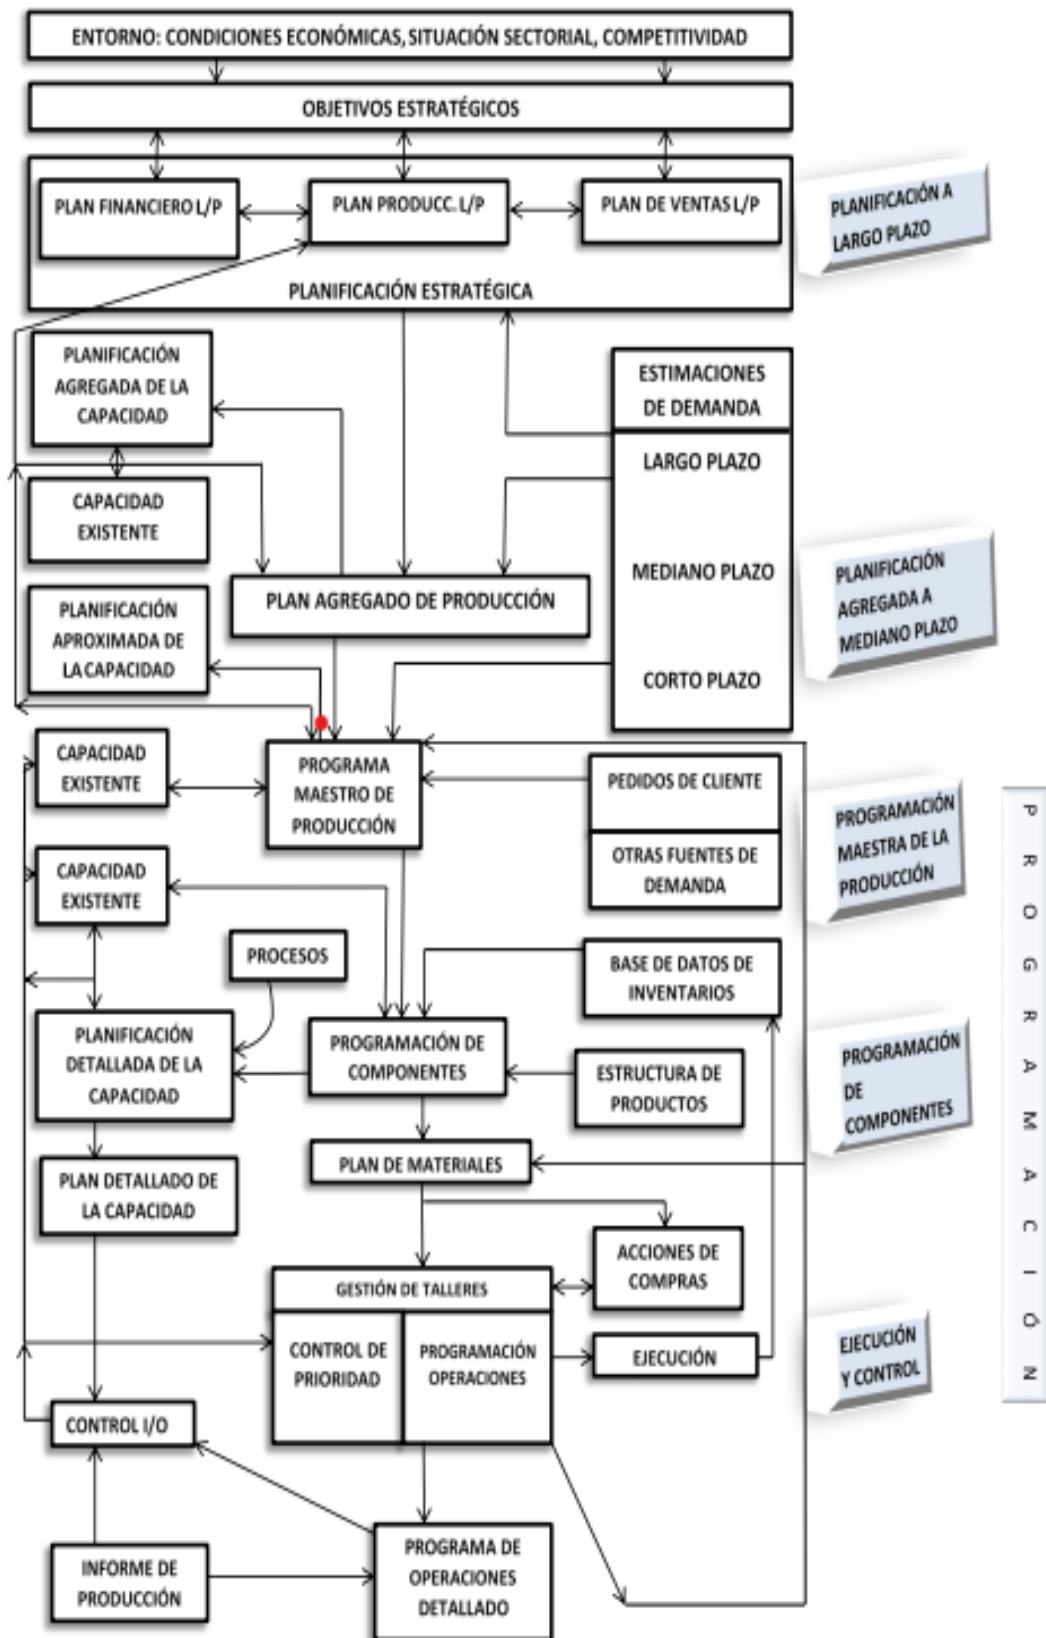 ENTORNO: CONDICIONES ECONÓMICAS, SITUACIÓN SECTORIAL, COMPETITIVIDAD
OBJETIVOS ESTRATÉGICOS
PLAN FINANCIERO L/P
PLAN PRODUCC. L/P
PLAN DE VENTAS L/P
PLANIFICACIÓN ESTRATÉGICA
PLANIFICACIÓN A
LARGO PLAZO
PLANIFICACIÓN
AGREGADA DE LA
CAPACIDAD
ESTIMACIONES
DE DEMANDA
LARGO PLAZO
MEDIANO PLAZO
CORTO PLAZO
CAPACIDAD
EXISTENTE
PLAN AGREGADO DE PRODUCCIÓN
PLANIFICACIÓN
AGREGADA A
MEDIANO PLAZO
PLANIFICACIÓN
APROXIMADA DE
LA CAPACIDAD
CAPACIDAD
EXISTENTE
PROGRAMA
MAESTRO DE
PRODUCCIÓN
PEDIDOS DE CLIENTE
OTRAS FUENTES DE
DEMANDA
PROGRAMACIÓN
MAESTRA DE LA
PRODUCCIÓN
CAPACIDAD
EXISTENTE
PROCESOS
BASE DE DATOS DE
INVENTARIOS
PLANIFICACIÓN
DETALLADA DE LA
CAPACIDAD
PROGRAMACIÓN DE
COMPONENTES
ESTRUCTURA DE
PRODUCTOS
PROGRAMACIÓN
DE
COMPONENTES
PLAN DE MATERIALES
PLAN DETALLADO DE
LA CAPACIDAD
ACCIONES DE
COMPRAS
GESTIÓN DE TALLERES
CONTROL DE
PRIORIDAD
PROGRAMACIÓN
OPERACIONES
EJECUCIÓN
EJECUCIÓN
Y CONTROL
CONTROL I/O
INFORME DE
PRODUCCIÓN
PROGRAMA DE
OPERACIONES
DETALLADO
PROGRAMACIÓN